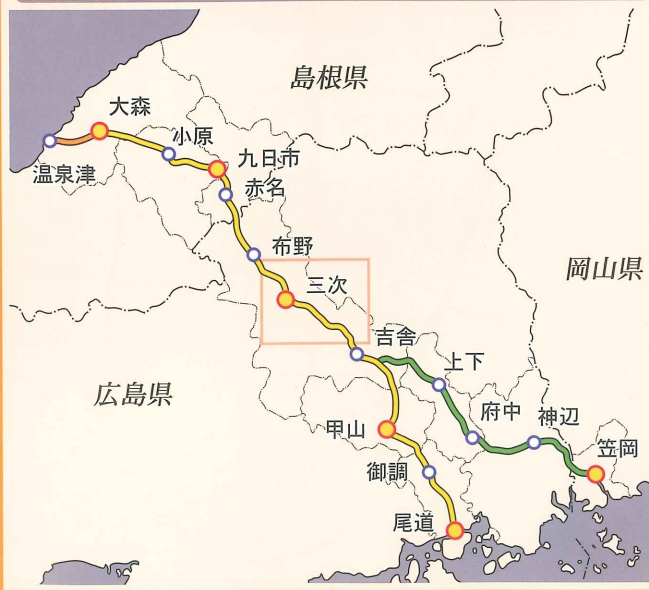 島根県
大森
小原
九日市
温泉津
赤名
布野
岡山県
三次
吉舎
上下
広島県
府中
神辺
甲山
笠岡
御調
尾道